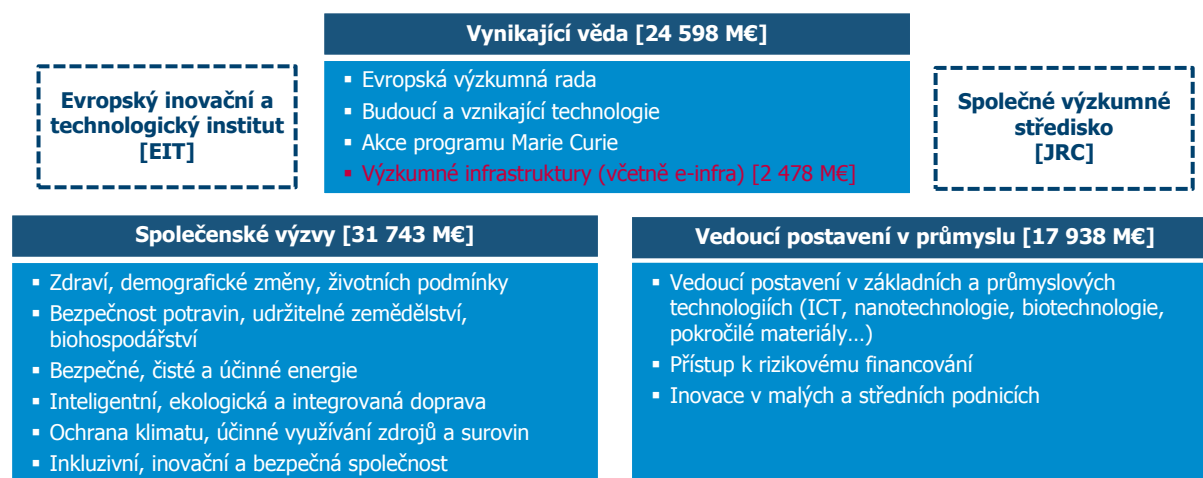 Vynikající věda [24 598 M€]
▪ Evropská výzkumná rada
▪ Budoucí a vznikající technologie
▪ Akce programu Marie Curie
▪ Výzkumné infrastruktury (včetně e-infra) [2 478 M€]
Evropský inovační a
technologický institut
[EIT]
Společné výzkumné
středisko
[JRC]
Společenské výzvy [31 743 M€]
▪ Zdraví, demografické změny, životních podmínky
▪ Bezpečnost potravin, udržitelné zemědělství,
biohospodářství
▪ Bezpečné, čisté a účinné energie
▪ Inteligentní, ekologická a integrovaná doprava
▪ Ochrana klimatu, účinné využívání zdrojů a surovin
▪ Inkluzivní, inovační a bezpečná společnost
Vedoucí postavení v průmyslu [17 938 M€]
▪ Vedoucí postavení v základních a průmyslových
technologiích (ICT, nanotechnologie, biotechnologie,
pokročilé materiály…)
▪ Přístup k rizikovému financování
▪ Inovace v malých a středních podnicích